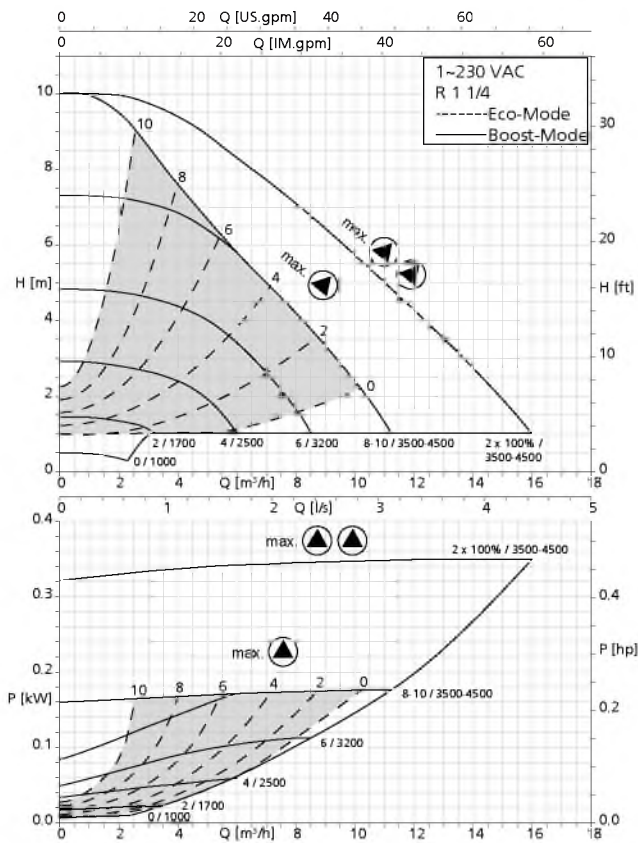 0 20 Q [US.gpm] 40 60
0 20 Q [IM.gpm] 40 60
1~230 VAC
R 1 1/4
Eco-Mode
Boost-Mode
10
10
30
8
8
max.
6
6
20
max.
H [m]
4
H [ft]
4
2
10
2
0
2 / 1700 4 / 2500 6 / 3200 8-10 / 3500-4500 2 x 100% /
3500-4500
0 / 1000
0
0
0 2 4 Q [m³/h] 8 10 12 14 16 18
0 1 Q [l/s] 3 4 5
0.4
max.
2 x 100% / 3500-4500
0.3
0.4
max.
P [hp]
0.2
10 8 6 4 2 0
P [kW]
8-10 / 3500-4500
0.2
0.1
6 / 3200
4 / 2500
2 / 1700
0 / 1000
0.0
0.0
0 2 4 Q [m³/h] 8 10 12 14 16 18